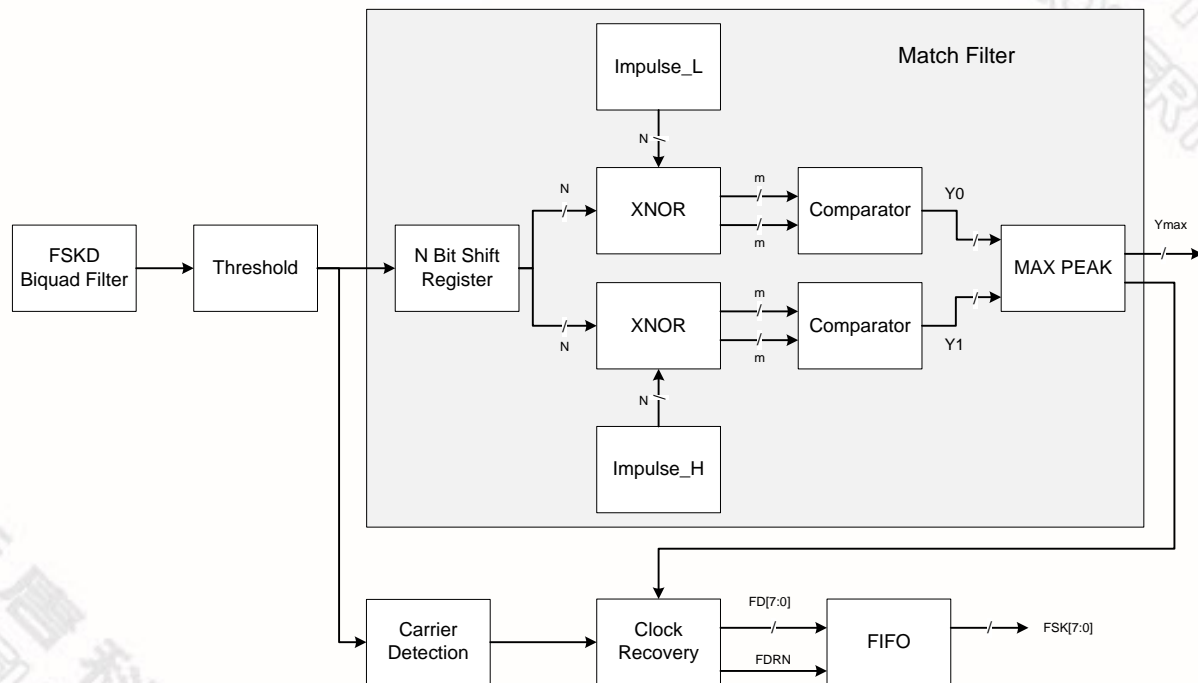 Match Filter
Impulse_L
N
N
XNOR
m
m
Comparator
Y0
FSKD
Biquad Filter
Threshold
N Bit Shift
Register
MAX PEAK
Ymax
N
XNOR
m
m
Comparator
Y1
N
Impulse_H
Carrier
Detection
Clock
Recovery
FD[7:0]
FDRN
FIFO
FSK[7:0]